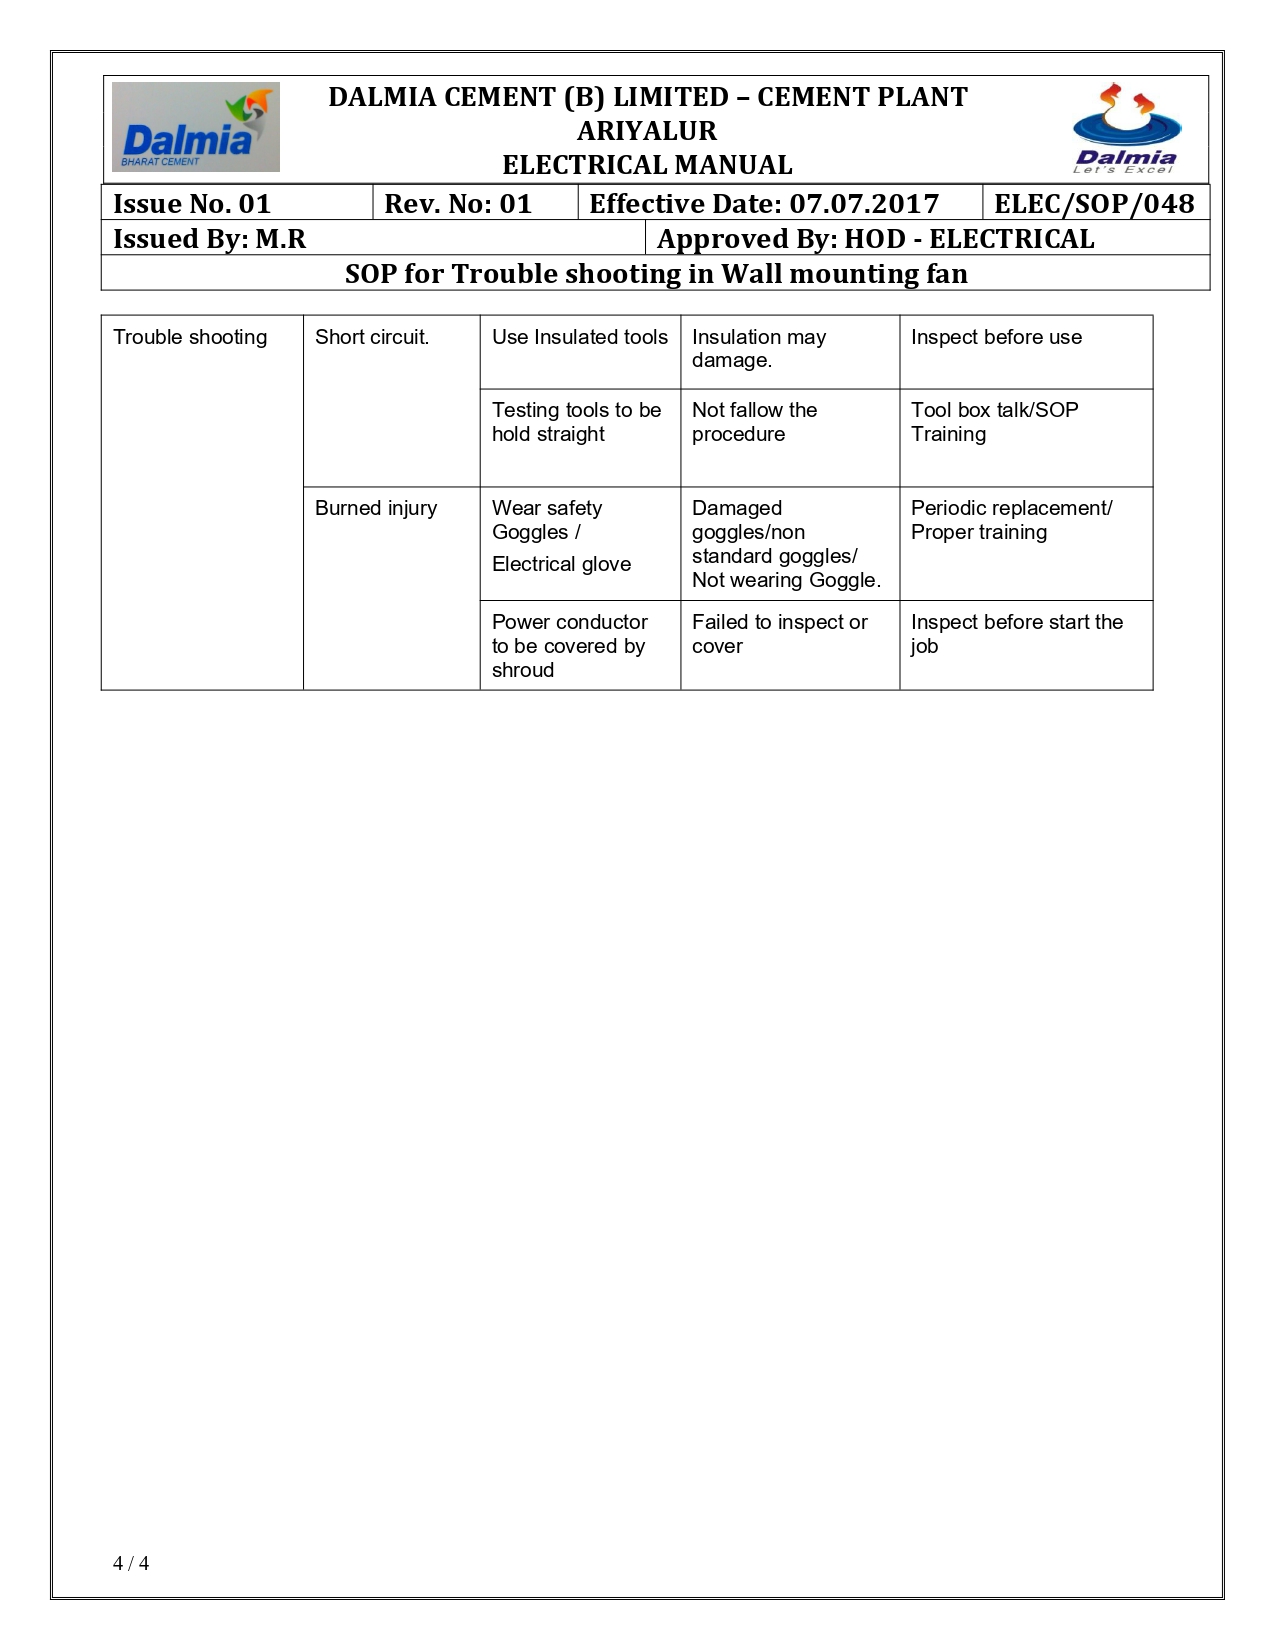 Dalmia
BHARAT CEMENT
DALMIA CEMENT (B) LIMITED – CEMENT PLANT
ARIYALUR
ELECTRICAL MANUAL
Dalmia
Let's Excel
Issue No. 01 Rev. No: 01 Effective Date: 07.07.2017 ELEC/SOP/048
Issued By: M.R Approved By: HOD - ELECTRICAL
SOP for Trouble shooting in Wall mounting fan
Trouble shooting Short circuit. Use Insulated tools Insulation may Inspect before use
damage.
Testing tools to be Not fallow the Tool box talk/SOP
hold straight procedure Training
Burned injury Wear safety Damaged Periodic replacement/
Goggles / goggles/non Proper training
Electrical glove standard goggles/
Not wearing Goggle.
Power conductor Failed to inspect or Inspect before start the
to be covered by cover job
shroud
4 / 4